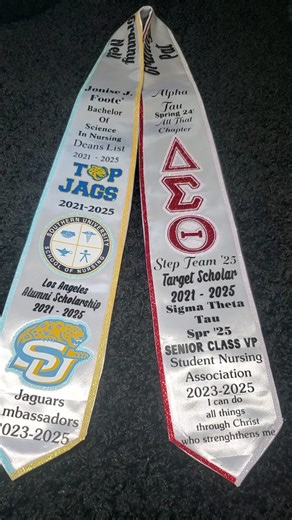 Granny
Nell
Jonise J.
Foote'
Bachelor
Of
Science
In Nursing
Deans List
2021 - 2025
TOP
JAGS
2021-2025
SOUTHERN UNIVERSITY
SCHOOL OF NURSING
Los Angeles
Alumni Scholarship
2021 - 2025
SU
Jaguars
Ambassadors
2023-2025
Alpha
Tau
Spring 24'
All That
Chapter
ΔΣΘ
Step Team '25
Target Scholar
2021 - 2025
Sigma Theta
Tau
Spr '25
SENIOR CLASS VP
Student Nursing
Association
2023-2025
I can do
all things
through Christ
who strenghthens me